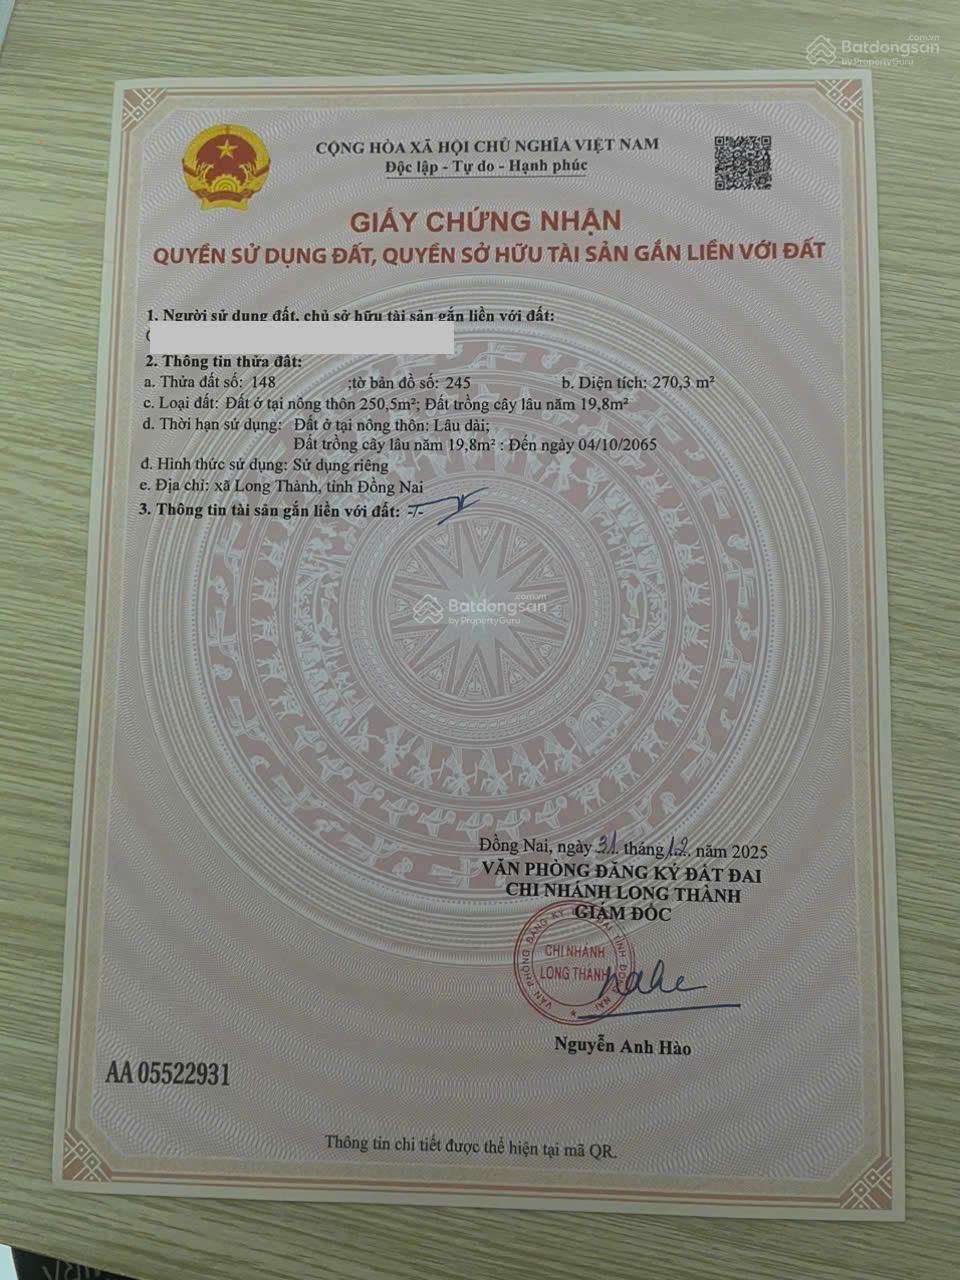 Batdongsan.com.vn
by PropertyGuru
CỘNG HÒA XÃ HỘI CHỦ NGHĨA VIỆT NAM
Độc lập - Tự do - Hạnh phúc
GIẤY CHỨNG NHẬN
QUYỀN SỬ DỤNG ĐẤT, QUYỀN SỞ HỮU TÀI SẢN GẮN LIỀN VỚI ĐẤT
1. Người sử dụng đất, chủ sở hữu tài sản gắn liền với đất:
2. Thông tin thửa đất:
a. Thửa đất số: 148 ;tờ bản đồ số: 245 b. Diện tích: 270,3 m²
c. Loại đất: Đất ở tại nông thôn 250,5m²; Đất trồng cây lâu năm 19,8m²
d. Thời hạn sử dụng: Đất ở tại nông thôn: Lâu dài;
Đất trồng cây lâu năm 19,8m² : Đến ngày 04/10/2065
đ. Hình thức sử dụng: Sử dụng riêng
e. Địa chỉ: xã Long Thành, tỉnh Đồng Nai
3. Thông tin tài sản gắn liền với đất: -/-
Batdongsan.com.vn
by PropertyGuru
Đồng Nai, ngày 31 tháng 12 năm 2025
VĂN PHÒNG ĐĂNG KÝ ĐẤT ĐAI
CHI NHÁNH LONG THÀNH
GIÁM ĐỐC
CHI NHÁNH
LONG THÀNH
Nguyễn Anh Hào
AA 05522931
Thông tin chi tiết được thể hiện tại mã QR.